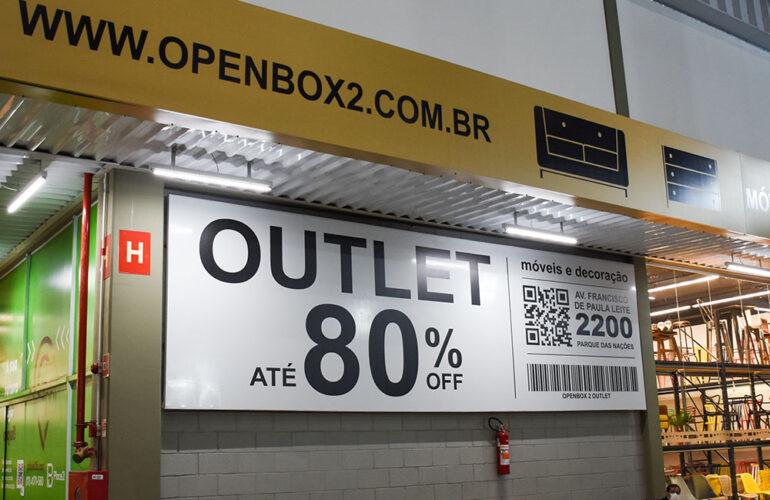 WWW.OPENBOX2.COM.BR
MÓ
H
OUTLET
ATÉ 80% OFF
móveis e decoração
AV. FRANCISCO
DE PAULA LEITE
2200
PARQUE DAS NAÇÕES
OPENBOX 2 OUTLET